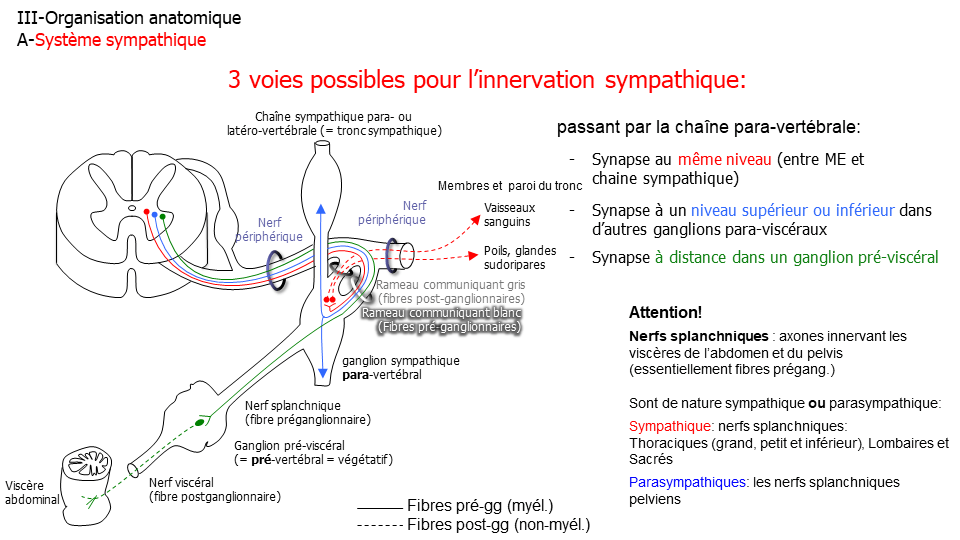 III-Organisation anatomique
A-Système sympathique
3 voies possibles pour l’innervation sympathique:
Chaîne sympathique para- ou
latéro-vertébrale (= tronc sympathique)
passant par la chaîne para-vertébrale:
- Synapse au même niveau (entre ME et
chaine sympathique)
- Synapse à un niveau supérieur ou inférieur dans
d’autres ganglions para-viscéraux
- Synapse à distance dans un ganglion pré-viscéral
Membres et paroi du tronc
Nerf
périphérique
Vaisseaux
sanguins
Nerf
périphérique
Poils, glandes
sudoripares
Rameau communiquant gris
(fibres post-ganglionnaires)
Rameau communiquant blanc
(Fibres pré-ganglionnaires)
ganglion sympathique
para-vertébral
Nerf splanchnique
(fibre préganglionnaire)
Ganglion pré-viscéral
(= pré-vertébral = végétatif)
Viscère
abdominal
Nerf viscéral
(fibre postganglionnaire)
Fibres pré-gg (myél.)
Fibres post-gg (non-myél.)
Attention!
Nerfs splanchniques : axones innervant les
viscères de l’abdomen et du pelvis
(essentiellement fibres prégang.)
Sont de nature sympathique ou parasympathique:
Sympathique: nerfs splanchniques:
Thoraciques (grand, petit et inférieur), Lombaires et
Sacrés
Parasympathiques: les nerfs splanchniques
pelviens